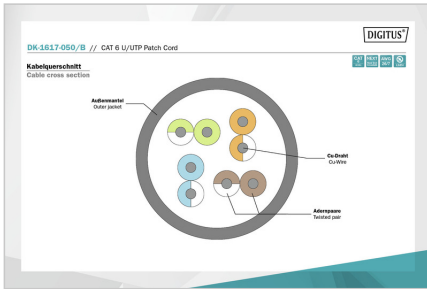 DIGITUS®
DK-1617-050/B // CAT 6 U/UTP Patch Cord
Kabelquerschnitt
Cable cross section
Außenmantel
Outer jacket
Cu-Draht
Cu-Wire
Adernpaare
Twisted pair